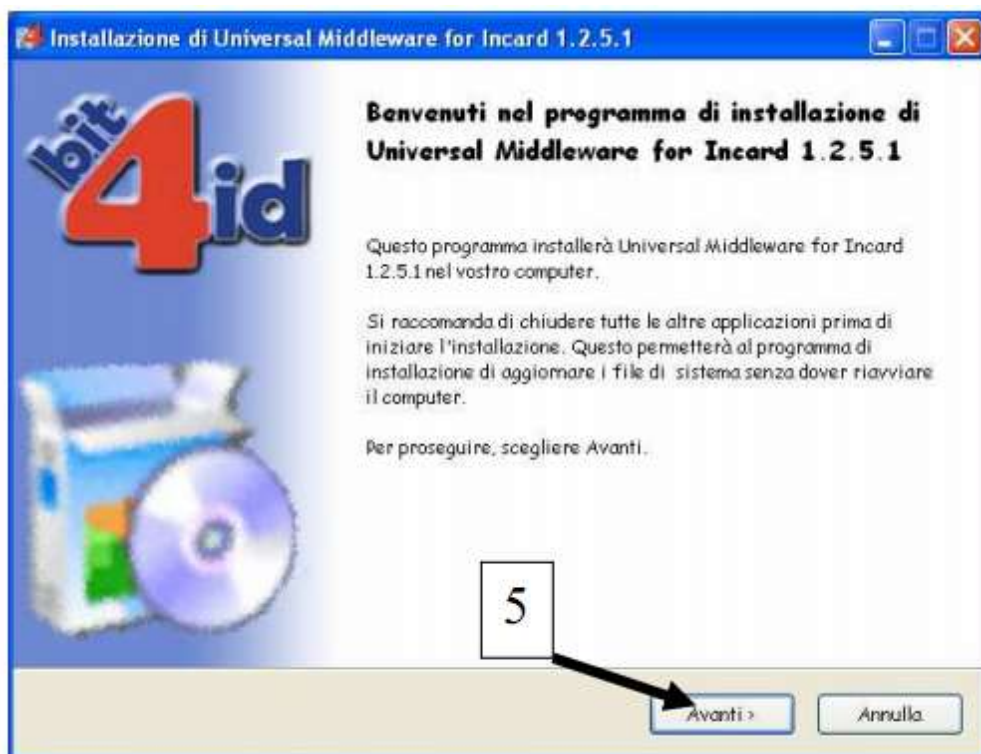 Installazione di Universal Middleware for Incard 1.2.5.1
bit
4
id
Benvenuti nel programma di installazione di
Universal Middleware for Incard 1.2.5.1
Questo programma installerà Universal Middleware for Incard
1.2.5.1 nel vostro computer.
Si raccomanda di chiudere tutte le altre applicazioni prima di
iniziare l'installazione. Questo permetterà al programma di
installazione di aggiornare i file di sistema senza dover riavviare
il computer.
Per proseguire, scegliere Avanti.
5
Avanti >
Annulla